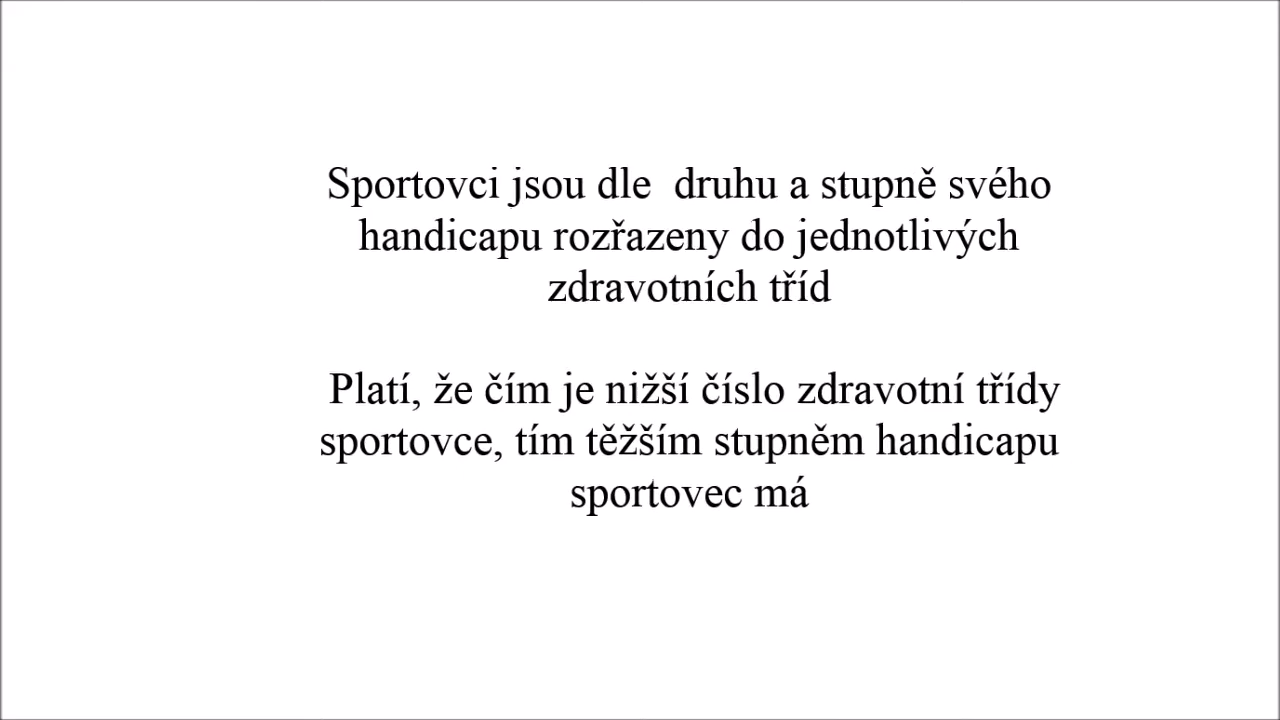 Sportovci jsou dle  druhu a stupně svého
handicapu rozřazeny do jednotlivých
zdravotních tříd
Platí, že čím je nižší číslo zdravotní třídy
sportovce, tím těžším stupněm handicapu
sportovec má